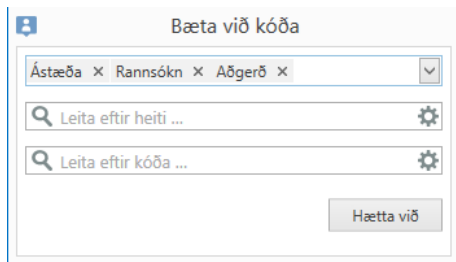 Bæta við kóða
Ástæða × Rannsókn × Aðgerð ×
Leita eftir heiti ...
Leita eftir kóða ...
Hætta við